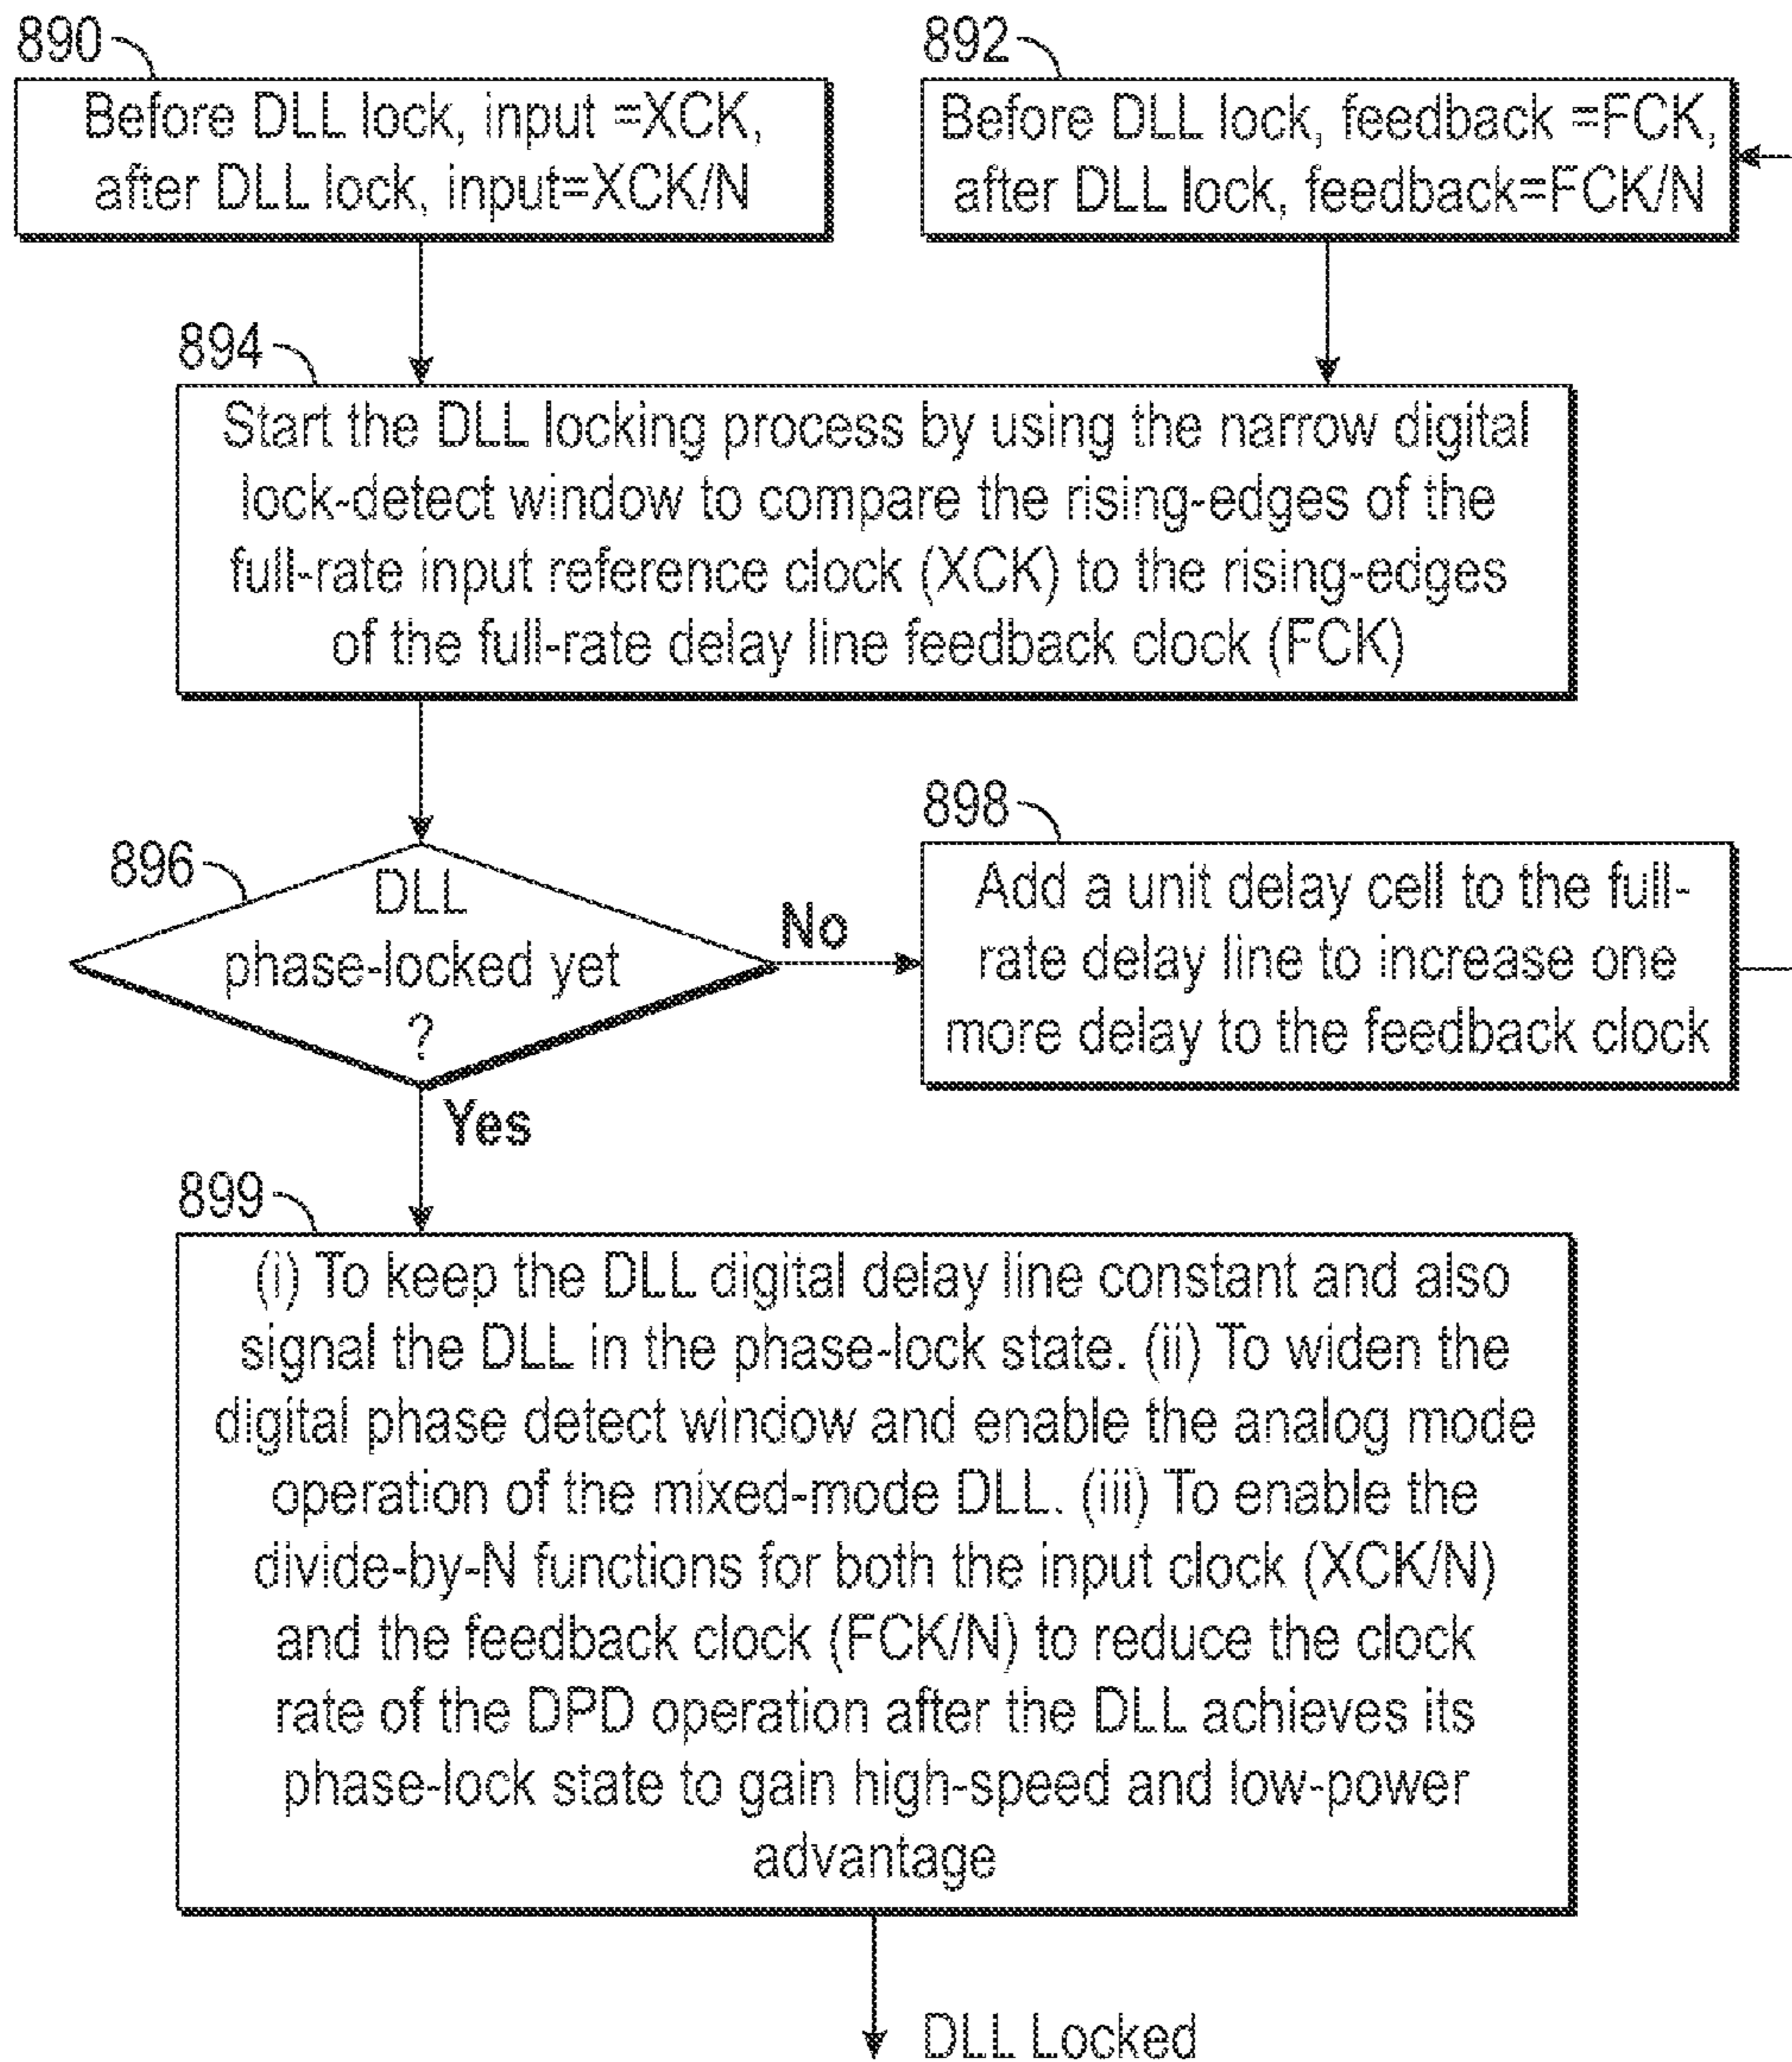 890
Before DLL lock, input =XCK,
after DLL lock, input=XCK/N
892
Before DLL lock, feedback =FCK,
after DLL lock, feedback=FCK/N
894
Start the DLL locking process by using the narrow digital
lock-detect window to compare the rising-edges of the
full-rate input reference clock (XCK) to the rising-edges
of the full-rate delay line feedback clock (FCK)
896
DLL
phase-locked yet
?
No
898
Add a unit delay cell to the full-
rate delay line to increase one
more delay to the feedback clock
Yes
899
(i) To keep the DLL digital delay line constant and also
signal the DLL in the phase-lock state. (ii) To widen the
digital phase detect window and enable the analog mode
operation of the mixed-mode DLL. (iii) To enable the
divide-by-N functions for both the input clock (XCK/N)
and the feedback clock (FCK/N) to reduce the clock
rate of the DPD operation after the DLL achieves its
phase-lock state to gain high-speed and low-power
advantage
DLL Locked